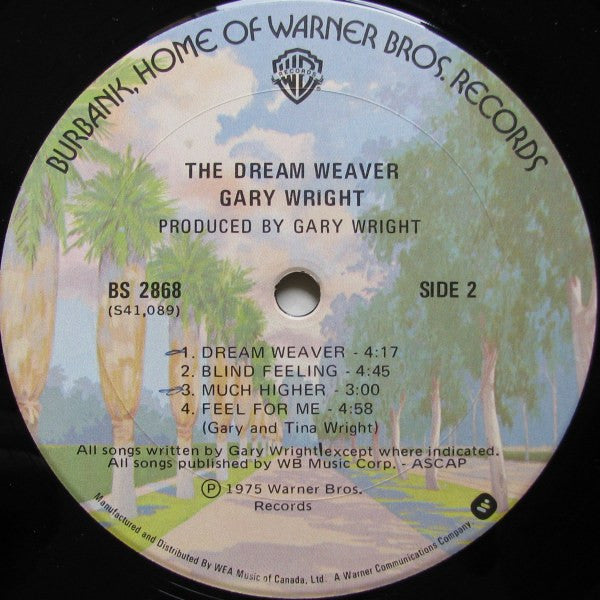 BURBANK, HOME OF WARNER BROS. RECORDS
WB
RECORDS
THE DREAM WEAVER
GARY WRIGHT
PRODUCED BY GARY WRIGHT
BS 2868
(S41,089)
SIDE 2
1. DREAM WEAVER - 4:17
2. BLIND FEELING - 4:45
3. MUCH HIGHER - 3:00
4. FEEL FOR ME - 4:58
(Gary and Tina Wright)
All songs written by Gary Wright except where indicated.
All songs published by WB Music Corp. - ASCAP
Ⓟ 1975 Warner Bros.
Records
Manufactured and Distributed By WEA Music of Canada, Ltd. A Warner Communications Company.